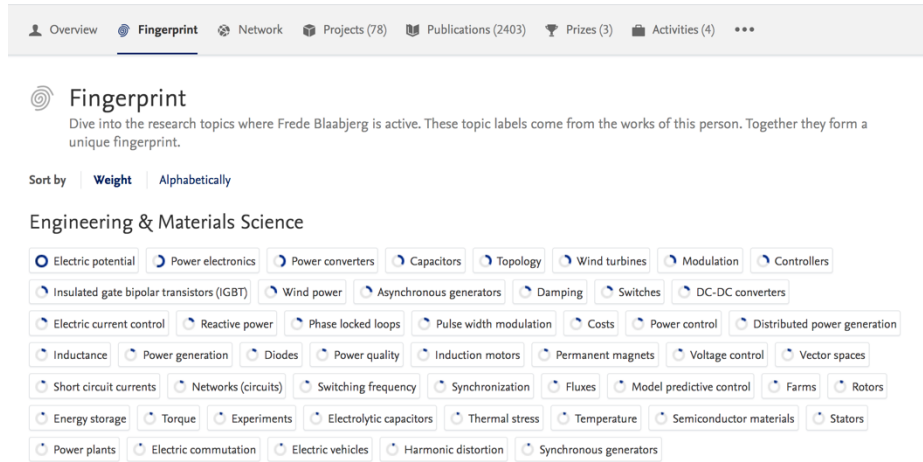 Overview Fingerprint Network Projects (78) Publications (2403) Prizes (3) Activities (4) •••
Fingerprint
Dive into the research topics where Frede Blaabjerg is active. These topic labels come from the works of this person. Together they form a
unique fingerprint.
Sort by Weight Alphabetically
Engineering & Materials Science
Electric potential Power electronics Power converters Capacitors Topology Wind turbines Modulation Controllers
Insulated gate bipolar transistors (IGBT) Wind power Asynchronous generators Damping Switches DC-DC converters
Electric current control Reactive power Phase locked loops Pulse width modulation Costs Power control Distributed power generation
Inductance Power generation Diodes Power quality Induction motors Permanent magnets Voltage control Vector spaces
Short circuit currents Networks (circuits) Switching frequency Synchronization Fluxes Model predictive control Farms Rotors
Energy storage Torque Experiments Electrolytic capacitors Thermal stress Temperature Semiconductor materials Stators
Power plants Electric commutation Electric vehicles Harmonic distortion Synchronous generators